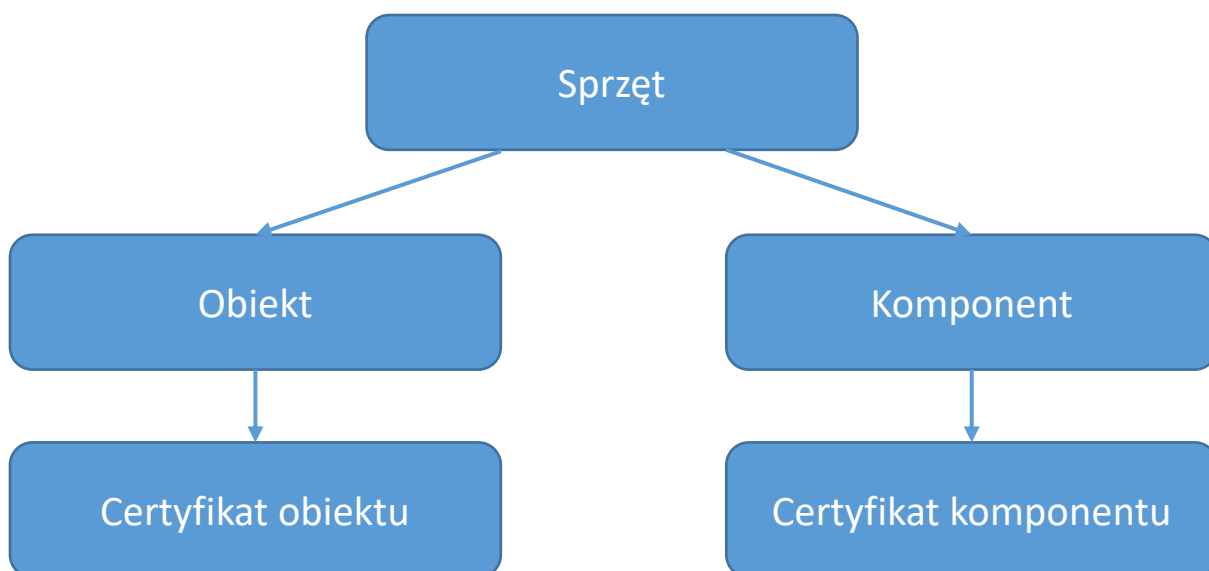 Sprzęt
Obiekt
Komponent
Certyfikat obiektu
Certyfikat komponentu